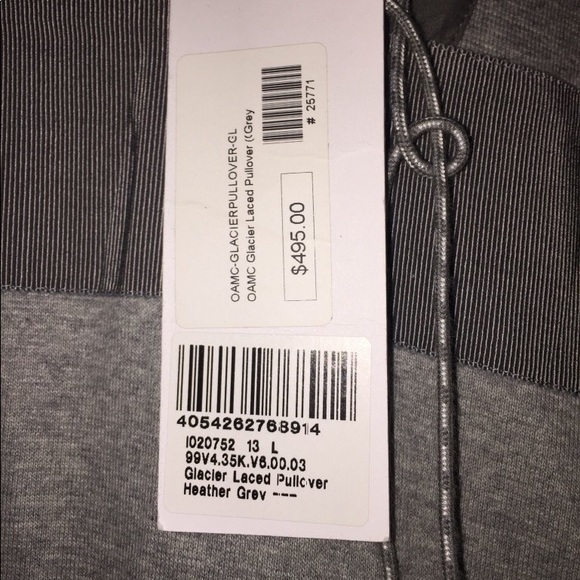 OAMC-GLACIERPULLOVER-GL
OAMC Glacier Laced Pullover ((Grey
$495.00
# 25771
4054262768914
I020752 13 L
99V4.35K.V6.00.03
Glacier Laced Pullover
Heather Grey